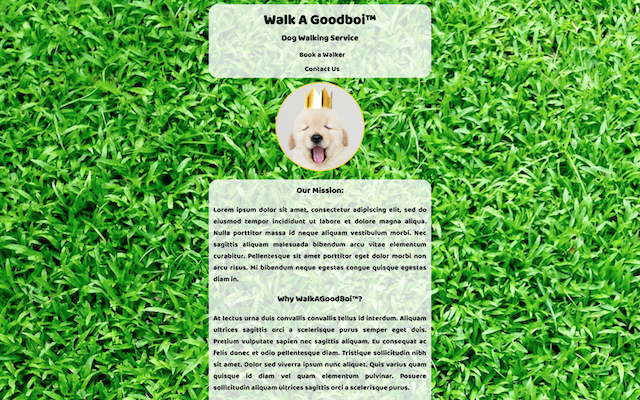 Walk A Goodboi™
Dog Walking Service
Book a Walker
Contact Us
Our Mission:
Lorem ipsum dolor sit amet, consectetur adipiscing elit, sed do
eiusmod tempor incididunt ut labore et dolore magna aliqua.
Nulla porttitor massa id neque aliquam vestibulum morbi. Nec
sagittis aliquam malesuada bibendum arcu vitae elementum
curabitur. Pellentesque sit amet porttitor eget dolor morbi non
arcu risus. Mi bibendum neque egestas congue quisque egestas
diam in.
Why WalkAGoodBoi™?
At lectus urna duis convallis convallis tellus id interdum. Aliquam
ultrices sagittis orci a scelerisque purus semper eget duis.
Pretium vulputate sapien nec sagittis aliquam. Eu consequat ac
felis donec et odio pellentesque diam. Tristique sollicitudin nibh
sit amet. Dolor sed viverra ipsum nunc aliquet. Quis varius quam
quisque id diam vel quam elementum pulvinar. Posuere
sollicitudin aliquam ultrices sagittis orci a scelerisque purus.